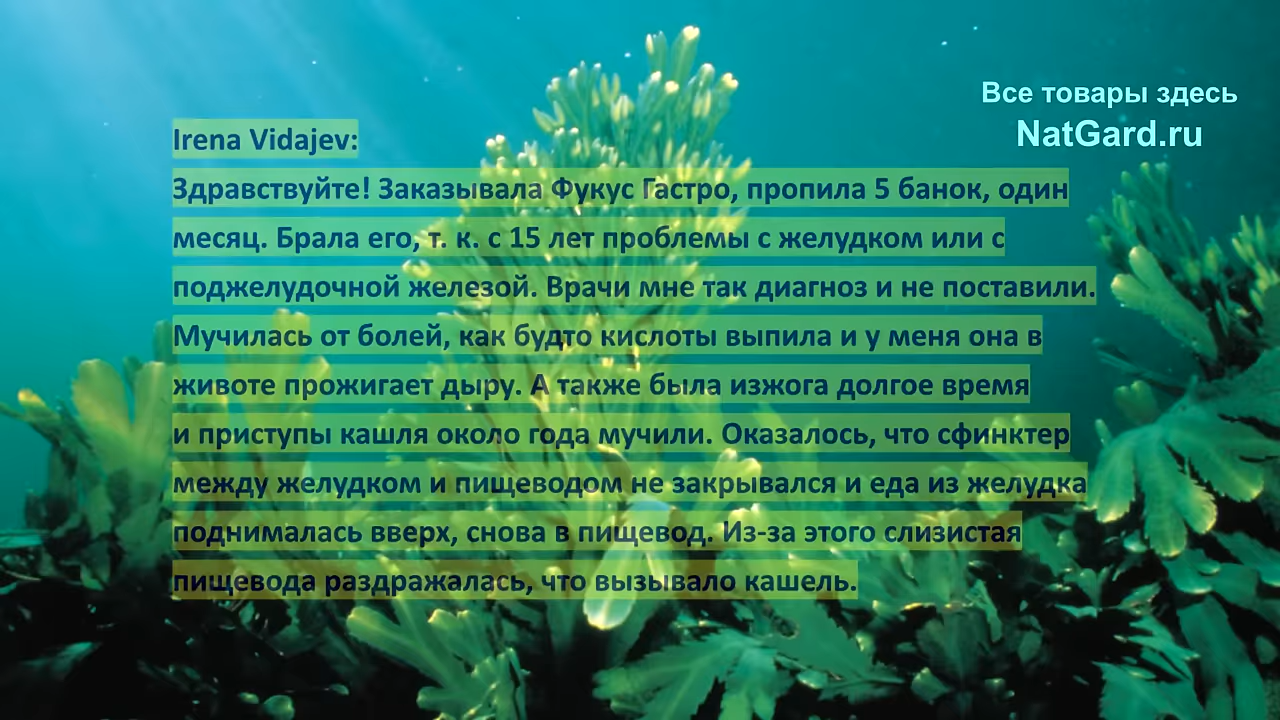 Все товары здесь
NatGard.ru
Irena Vidajev:
Здравствуйте! Заказывала Фукус Гастро, пропила 5 банок, один
месяц. Брала его, т. к. с 15 лет проблемы с желудком или с
поджелудочной железой. Врачи мне так диагноз и не поставили.
Мучилась от болей, как будто кислоты выпила и у меня она в
животе прожигает дыру. А также была изжога долгое время
и приступы кашля около года мучили. Оказалось, что сфинктер
между желудком и пищеводом не закрывался и еда из желудка
поднималась вверх, снова в пищевод. Из-за этого слизистая
пищевода раздражалась, что вызывало кашель.